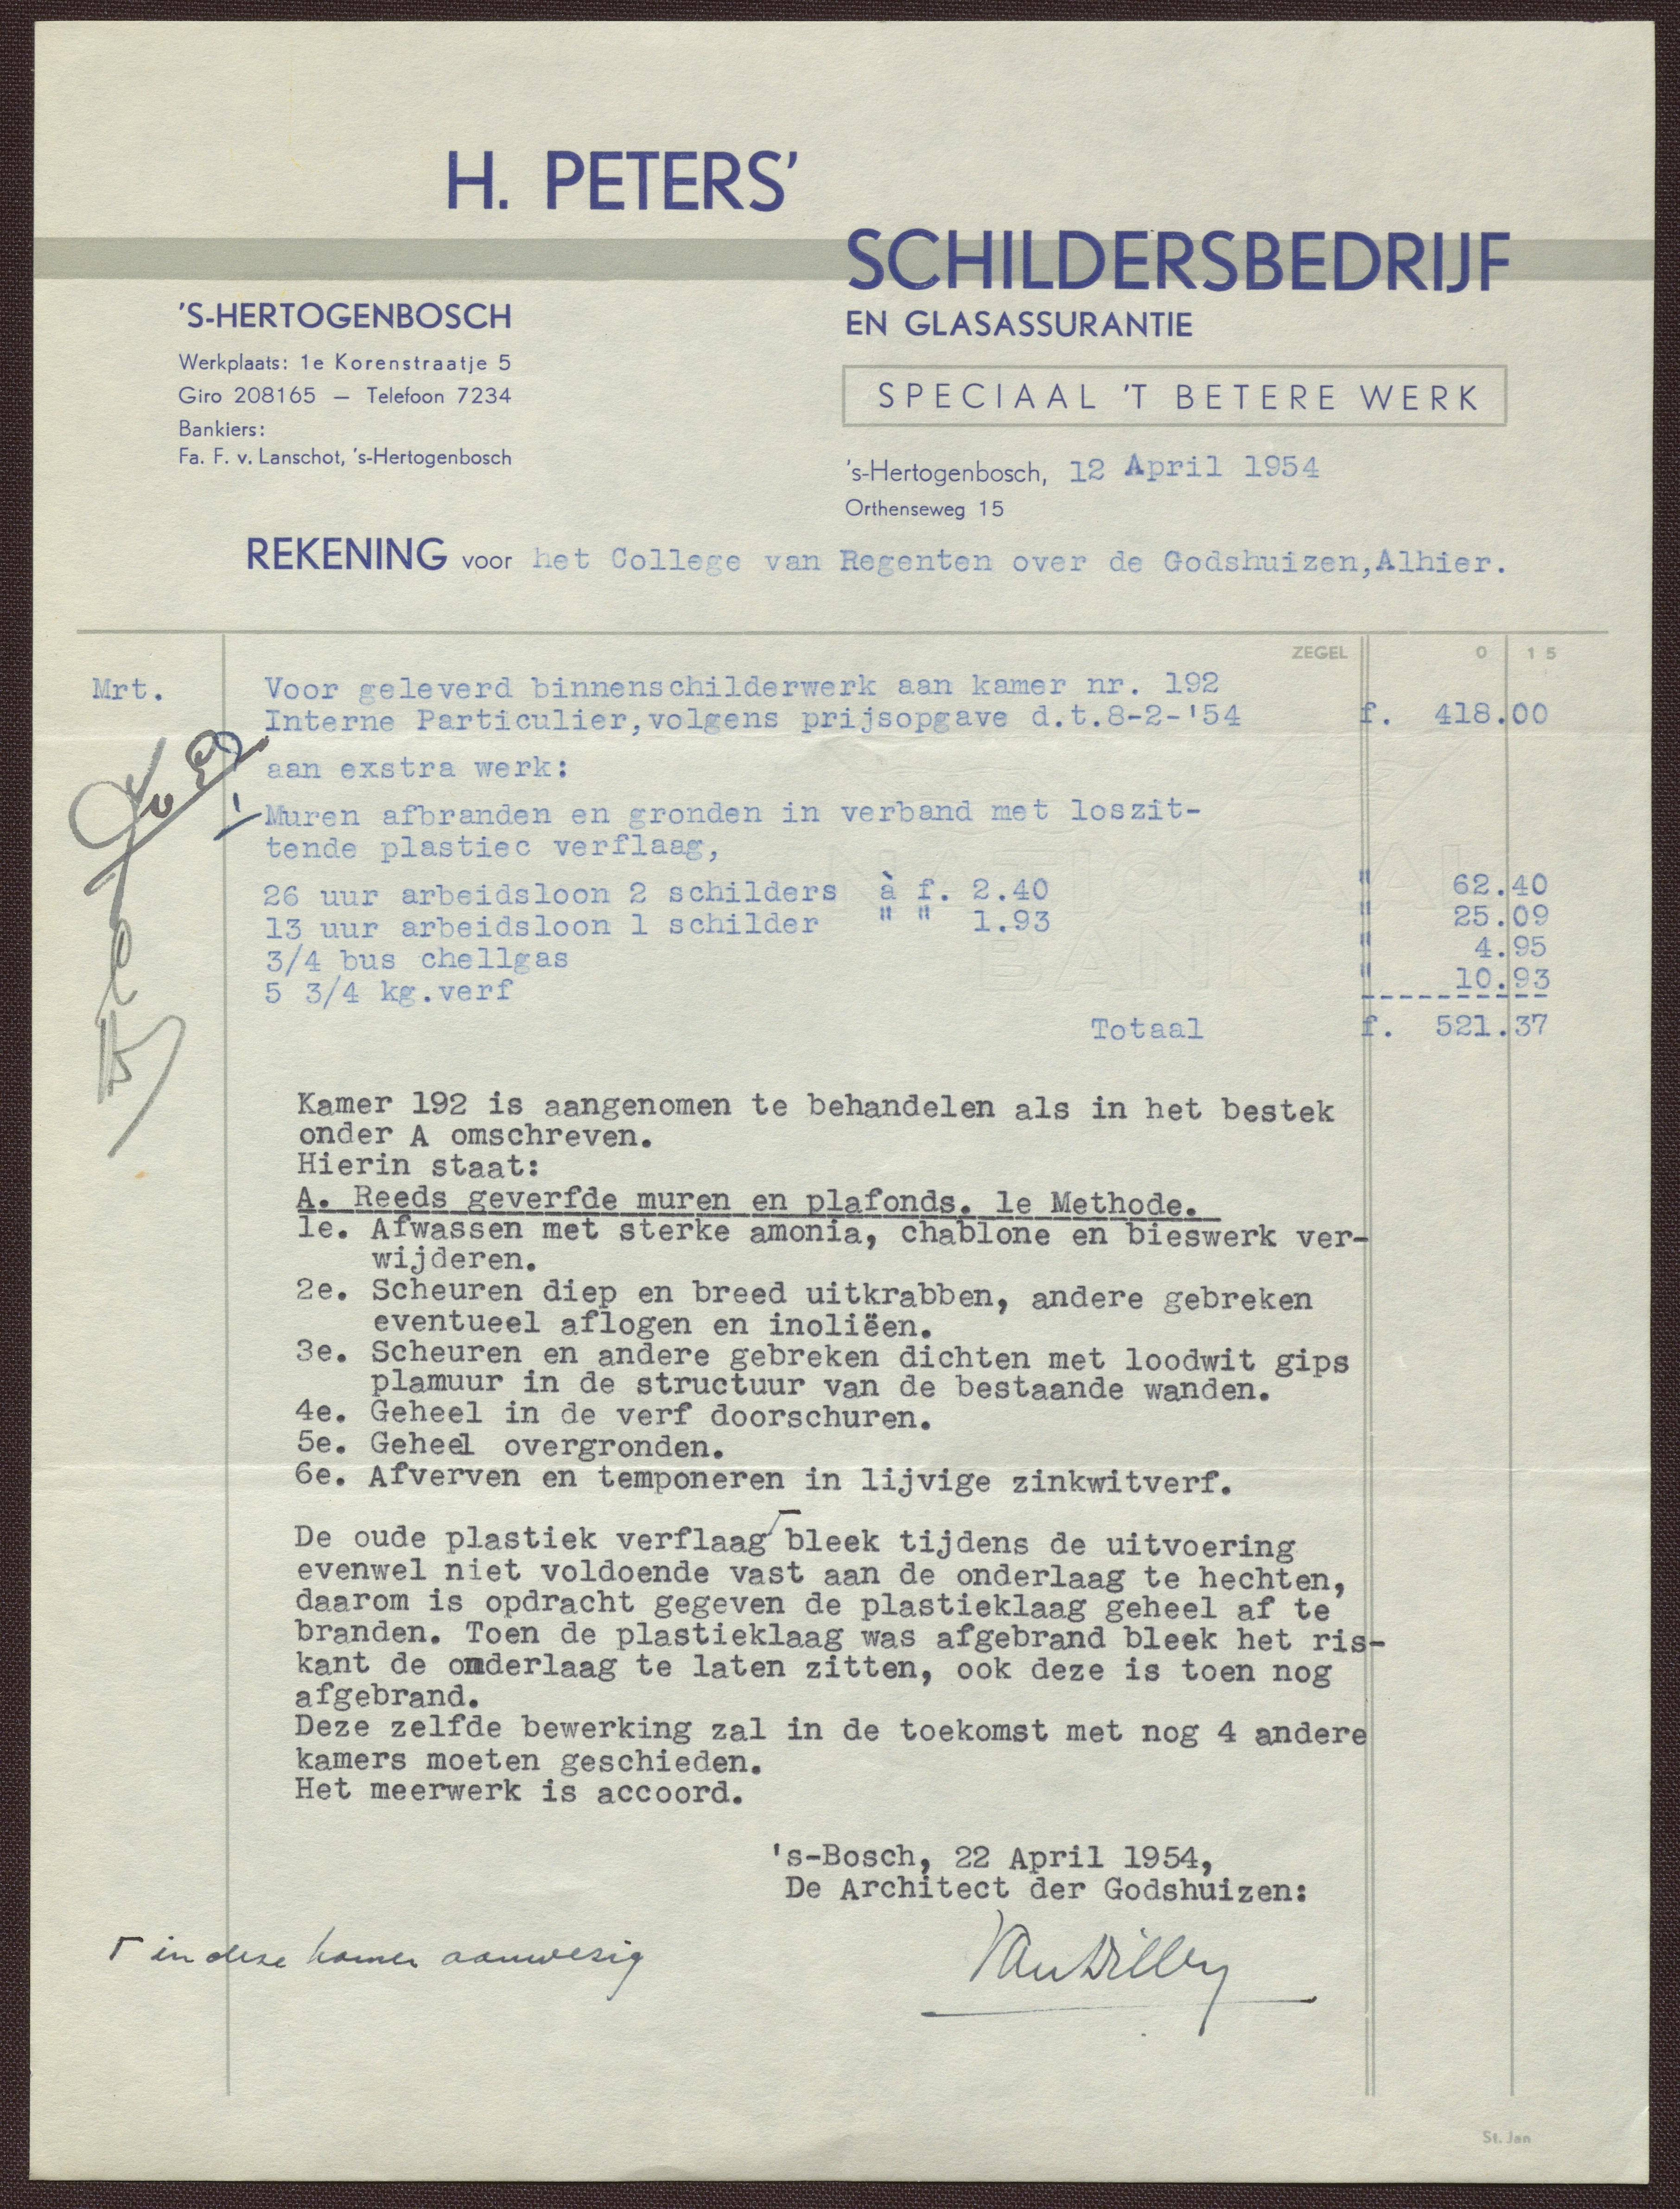 H. PETERS'
SCHILDERSBEDRIJF
EN GLASASSURANTIE
SPECIAAL 'T BETERE WERK
'S-HERTOGENBOSCH
Werkplaats: 1e Korenstraatje 5
Giro 208165 — Telefoon 7234
Bankiers:
Fa. F. v. Lanschot, 's-Hertogenbosch
's-Hertogenbosch, 12 April 1954
Orthenseweg 15
REKENING voor het College van Regenten over de Godshuizen,Alhier.
ZEGEL 0 15
Mrt. Voor geleverd binnenschilderwerk aan kamer nr. 192
Interne Particulier,volgens prijsopgave d.t.8-2-'54 f. 418.00
aan exstra werk:
Muren afbranden en gronden in verband met loszit-
tende plastiec verflaag,
26 uur arbeidsloon 2 schilders à f. 2.40 " 62.40
13 uur arbeidsloon 1 schilder " " 1.93 " 25.09
3/4 bus chellgas " 4.95
5 3/4 kg.verf " 10.93
Totaal f. 521.37
NATIONAAL
BANK
Kamer 192 is aangenomen te behandelen als in het bestek
onder A omschreven.
Hierin staat:
A. Reeds geverfde muren en plafonds. 1e Methode.
1e. Afwassen met sterke amonia, chablone en bieswerk ver-
wijderen.
2e. Scheuren diep en breed uitkrabben, andere gebreken
eventueel aflogen en inoliëen.
3e. Scheuren en andere gebreken dichten met loodwit gips
plamuur in de structuur van de bestaande wanden.
4e. Geheel in de verf doorschuren.
5e. Geheel overgronden.
6e. Afverven en temponeren in lijvige zinkwitverf.
De oude plastiek verflaag bleek tijdens de uitvoering
evenwel niet voldoende vast aan de onderlaag te hechten,
daarom is opdracht gegeven de plastieklaag geheel af te
branden. Toen de plastieklaag was afgebrand bleek het ris-
kant de onderlaag te laten zitten, ook deze is toen nog
afgebrand.
Deze zelfde bewerking zal in de toekomst met nog 4 andere
kamers moeten geschieden.
Het meerwerk is accoord.
's-Bosch, 22 April 1954,
De Architect der Godshuizen:
in deze kamer aanwesig
St. Jan